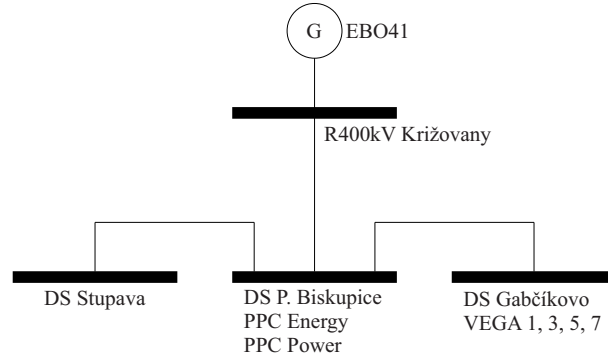 G
EBO41
R400kV Križovany
DS Stupava
DS P. Biskupice
PPC Energy
PPC Power
DS Gabčíkovo
VEGA 1, 3, 5, 7